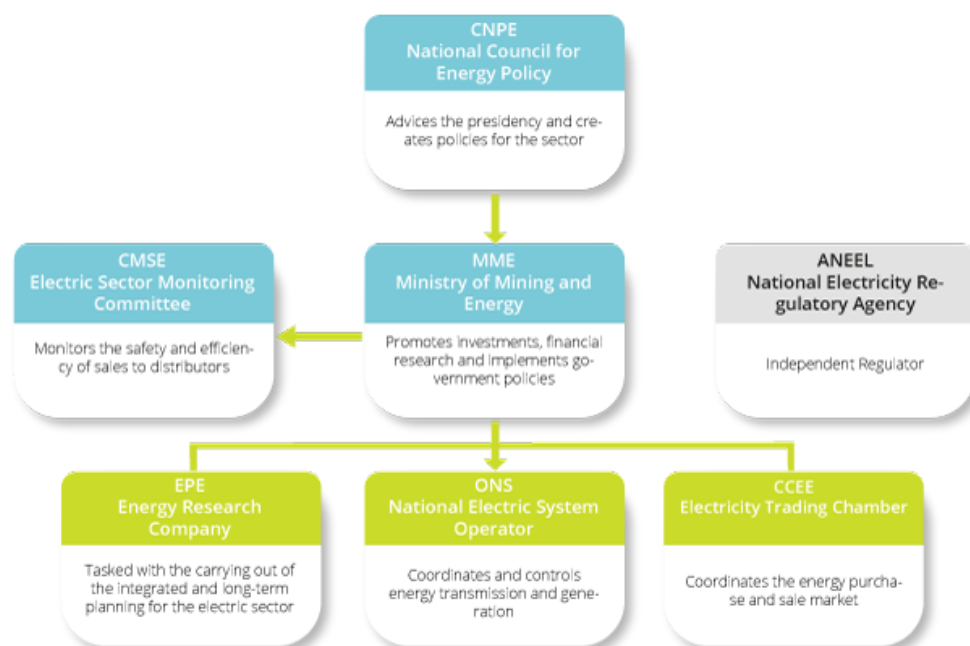 CNPE
National Council for
Energy Policy
Advices the presidency and cre-
ates policies for the sector
CMSE
Electric Sector Monitoring
Committee
Monitors the safety and efficien-
cy of sales to distributors
MME
Ministry of Mining and
Energy
Promotes investments, financial
research and implements go-
vernment policies
ANEEL
National Electricity Re-
gulatory Agency
Independent Regulator
EPE
Energy Research
Company
Tasked with the carrying out of
the integrated and long-term
planning for the electric sector
ONS
National Electric System
Operator
Coordinates and controls
energy transmission and gene-
ration
CCEE
Electricity Trading Chamber
Coordinates the energy purcha-
se and sale market